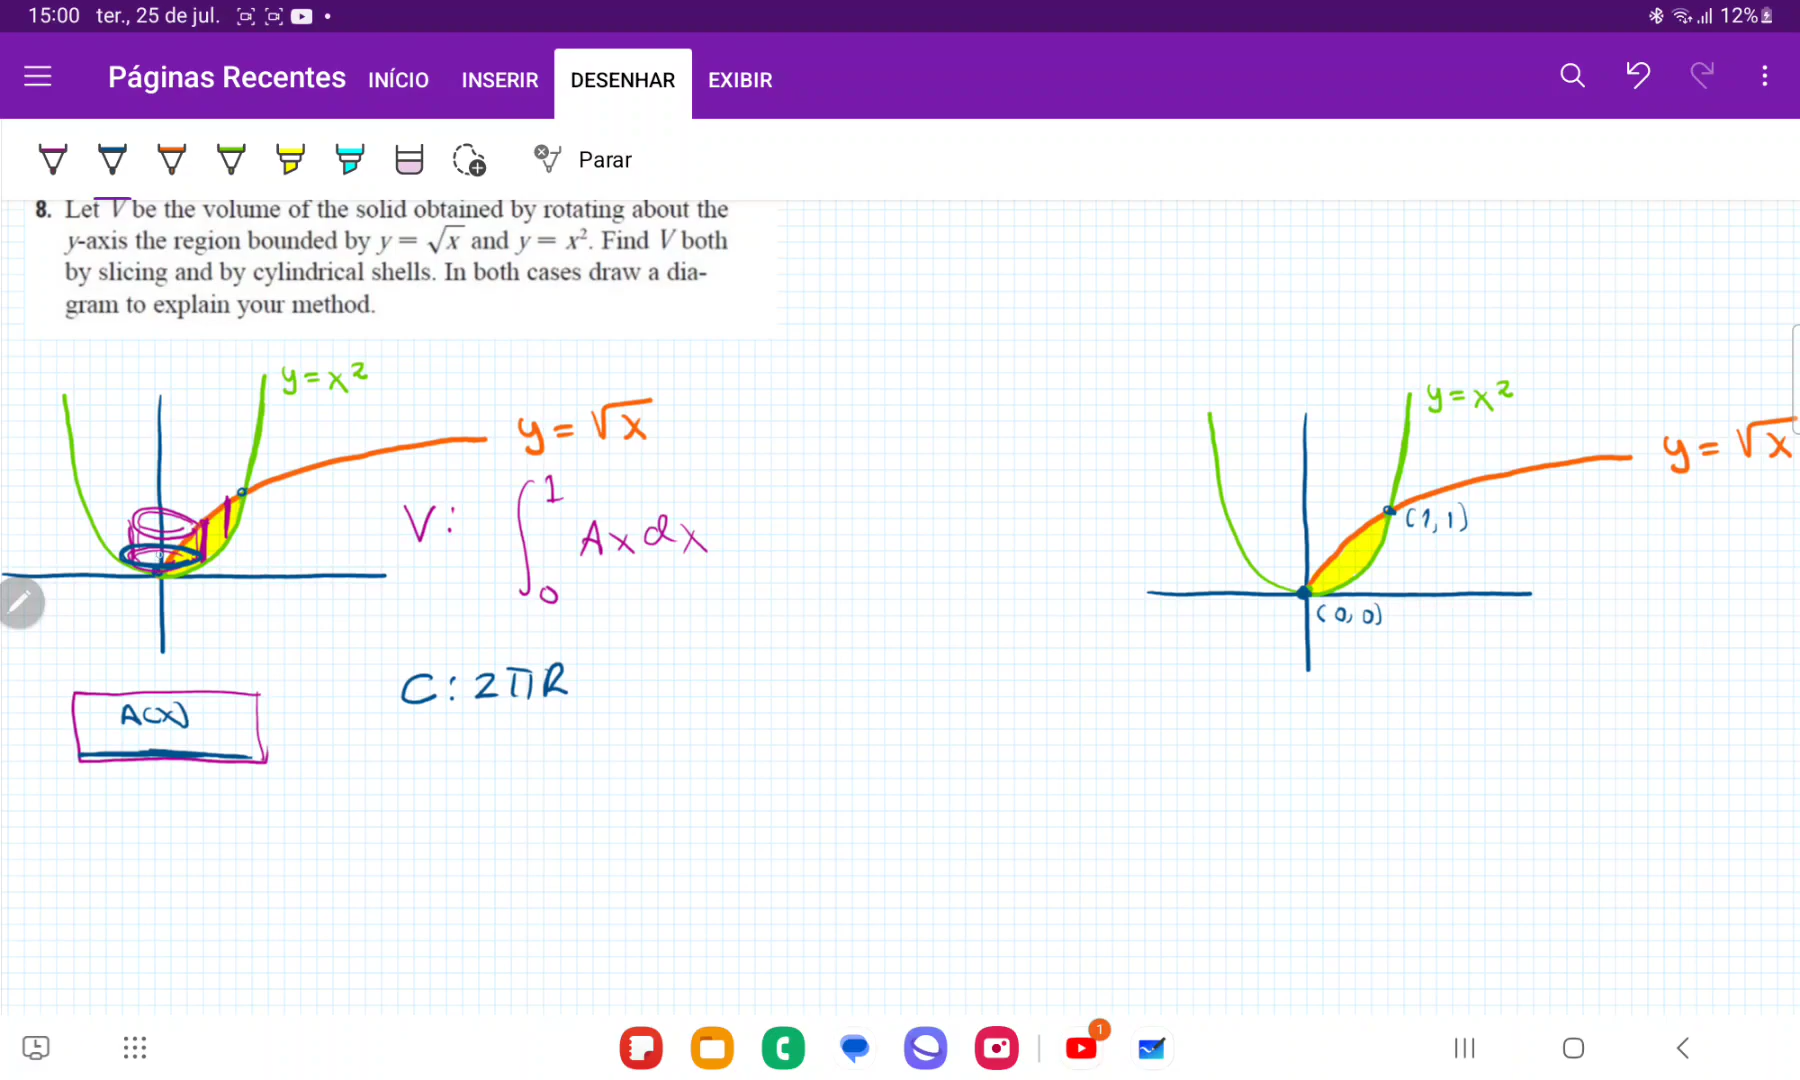 15:00 ter., 25 de jul. 12%
Páginas Recentes INÍCIO INSERIR DESENHAR EXIBIR
Parar
8. Let V be the volume of the solid obtained by rotating about the
y-axis the region bounded by y = √x and y = x². Find V both
by slicing and by cylindrical shells. In both cases draw a dia-
gram to explain your method.
y = x²
y = √x
V: ∫₀¹ Ax dx
A(x)
C: 2πR
y = x²
y = √x
(1,1)
(0,0)
1